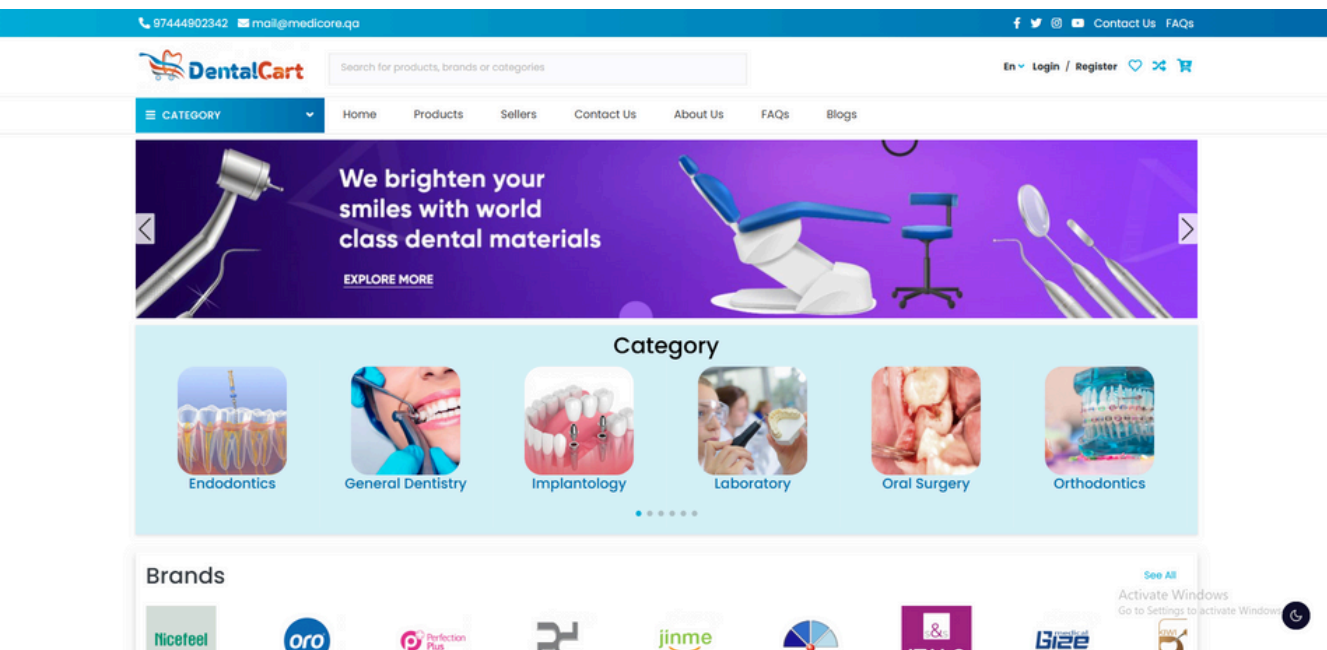 97444902342 mail@medicore.qa Contact Us FAQs
DentalCart Search for products, brands or categories En Login / Register
CATEGORY Home Products Sellers Contact Us About Us FAQs Blogs
We brighten your
smiles with world
class dental materials
EXPLORE MORE
Category
Endodontics General Dentistry Implantology Laboratory Oral Surgery Orthodontics
Brands See All
Activate Windows
Go to Settings to activate Windows
Nicefeel oro Perfection Plus jinme s&s medical Bize KIWI